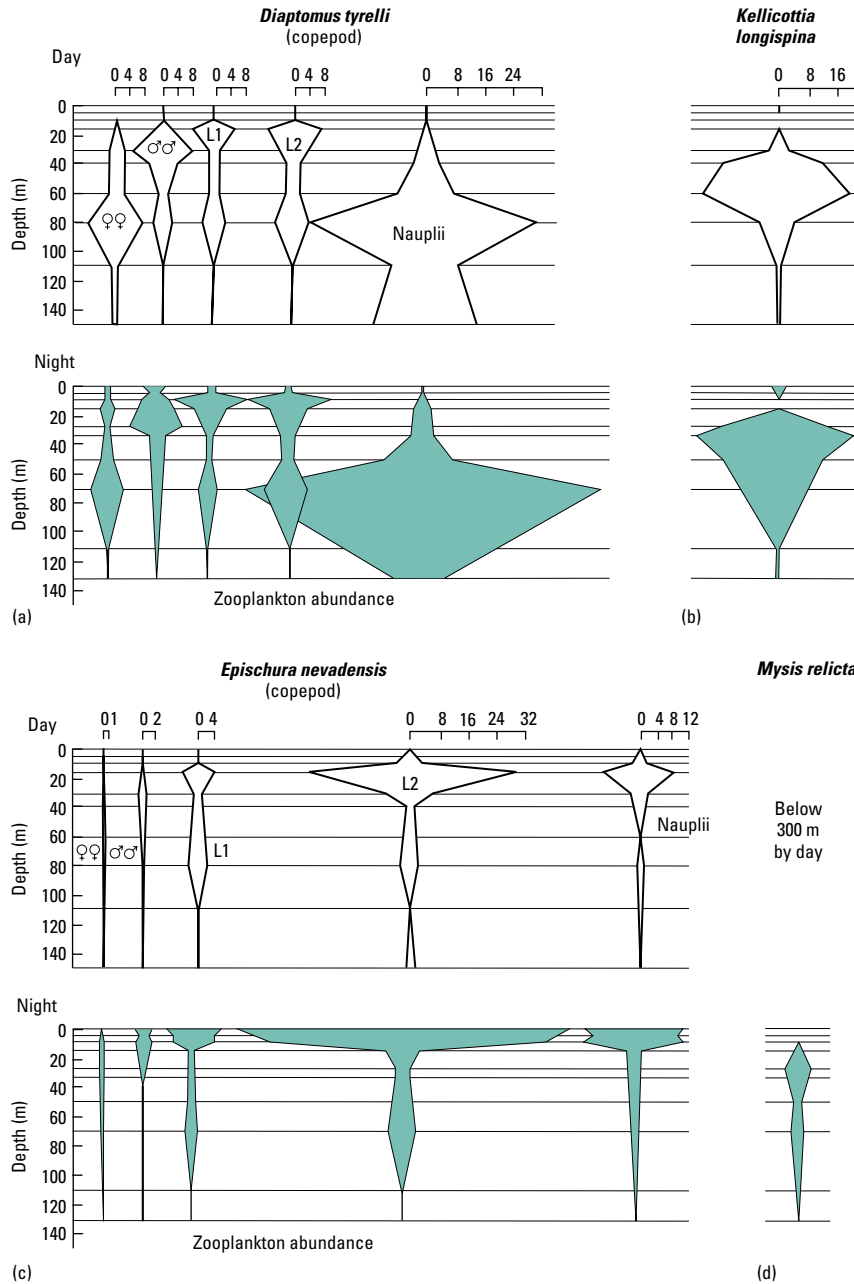 Diaptomus tyrelli
(copepod)
Kellicottia
longispina
Day
0 4 8 0 4 8 0 4 8 0 4 8 0 8 16 24
0 8 16
0
20
40
60
80
100
120
140
Depth (m)
♀♀
♂♂
L1
L2
Nauplii
Night
0
20
40
60
80
100
120
140
Depth (m)
Zooplankton abundance
(a)
(b)
Epischura nevadensis
(copepod)
Mysis relicta
Day
0 1 0 2 0 4 0 8 16 24 32 0 4 8 12
0
20
40
60
80
100
120
140
Depth (m)
♀♀
♂♂
L1
L2
Nauplii
Below
300 m
by day
Night
0
20
40
60
80
100
120
140
Depth (m)
Zooplankton abundance
(c)
(d)